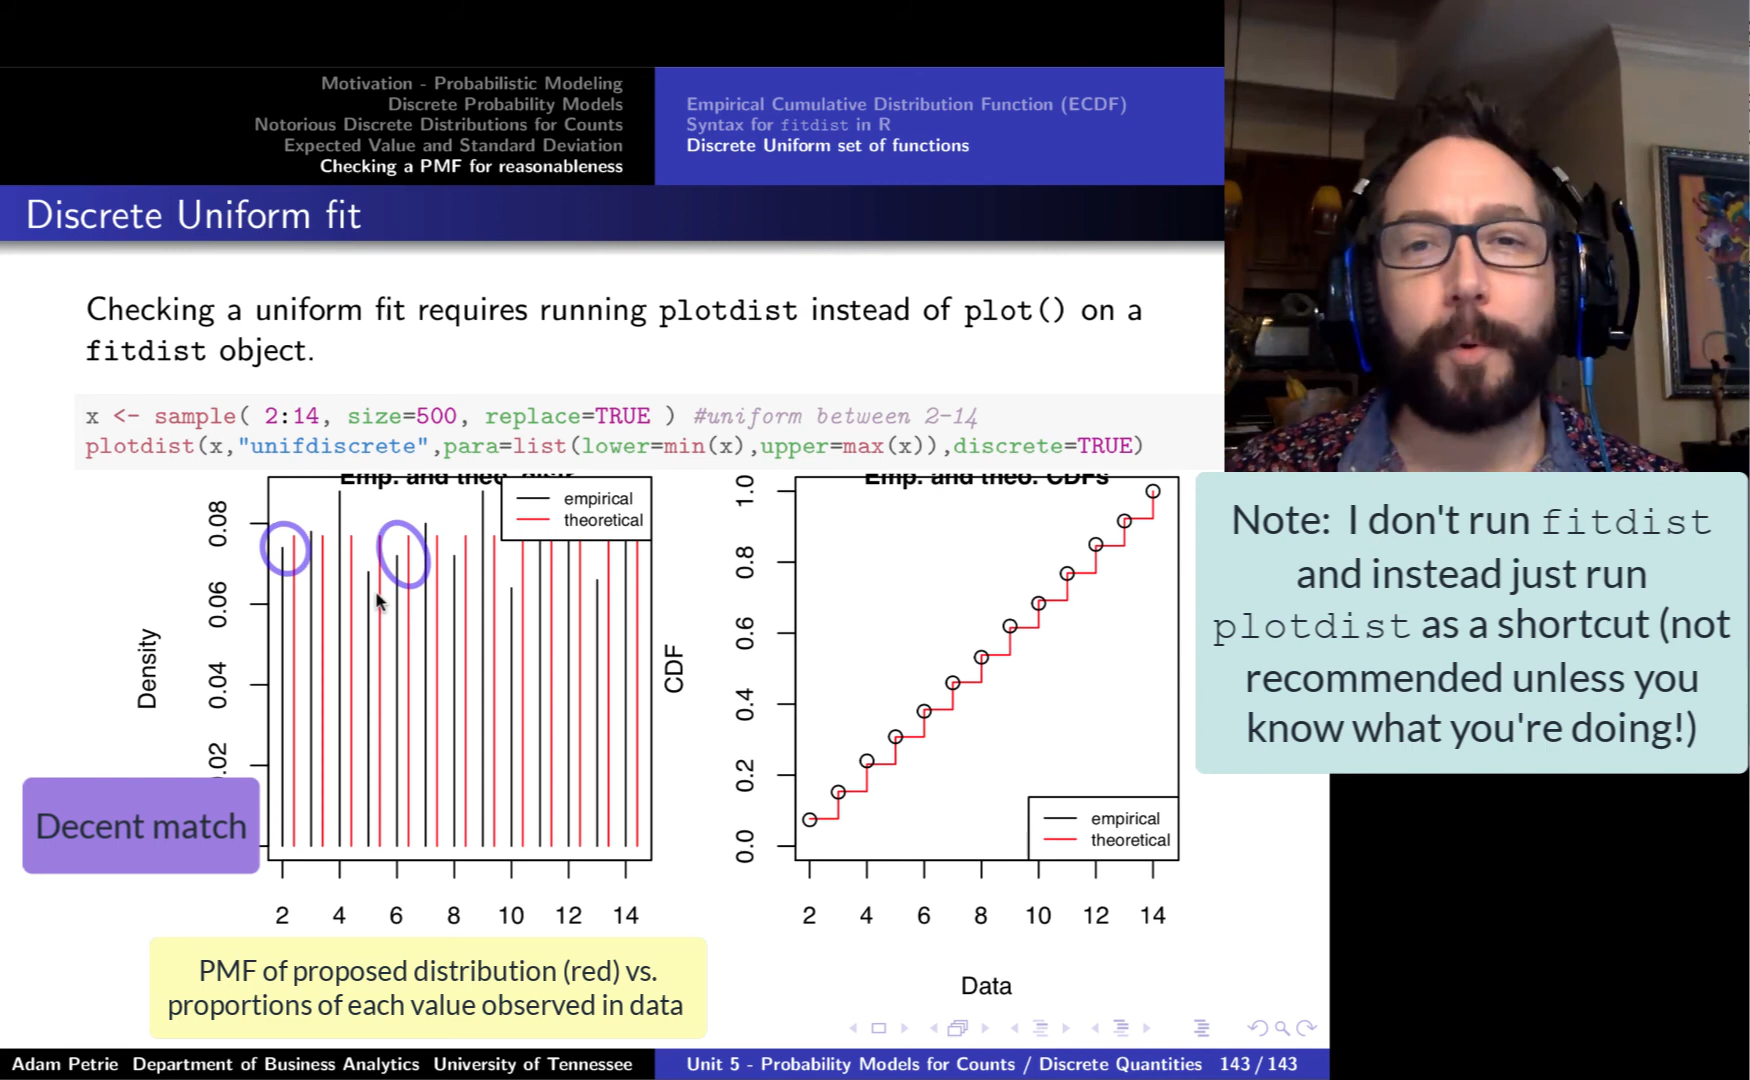 Motivation - Probabilistic Modeling
Discrete Probability Models
Notorious Discrete Distributions for Counts
Expected Value and Standard Deviation
Checking a PMF for reasonableness
Empirical Cumulative Distribution Function (ECDF)
Syntax for fitdist in R
Discrete Uniform set of functions
Discrete Uniform fit
Checking a uniform fit requires running plotdist instead of plot() on a
fitdist object.
x <- sample( 2:14, size=500, replace=TRUE ) #uniform between 2-14
plotdist(x,"unifdiscrete",para=list(lower=min(x),upper=max(x)),discrete=TRUE)
Emp. and theo.
empirical
theoretical
Density
0.08
0.06
0.04
.02
2 4 6 8 10 12 14
Emp. and theo. CDFs
CDF
1.0
0.8
0.6
0.4
0.2
0.0
empirical
theoretical
2 4 6 8 10 12 14
Data
Decent match
PMF of proposed distribution (red) vs.
proportions of each value observed in data
Note: I don't run fitdist
and instead just run
plotdist as a shortcut (not
recommended unless you
know what you're doing!)
Adam Petrie Department of Business Analytics University of Tennessee
Unit 5 - Probability Models for Counts / Discrete Quantities 143 / 143